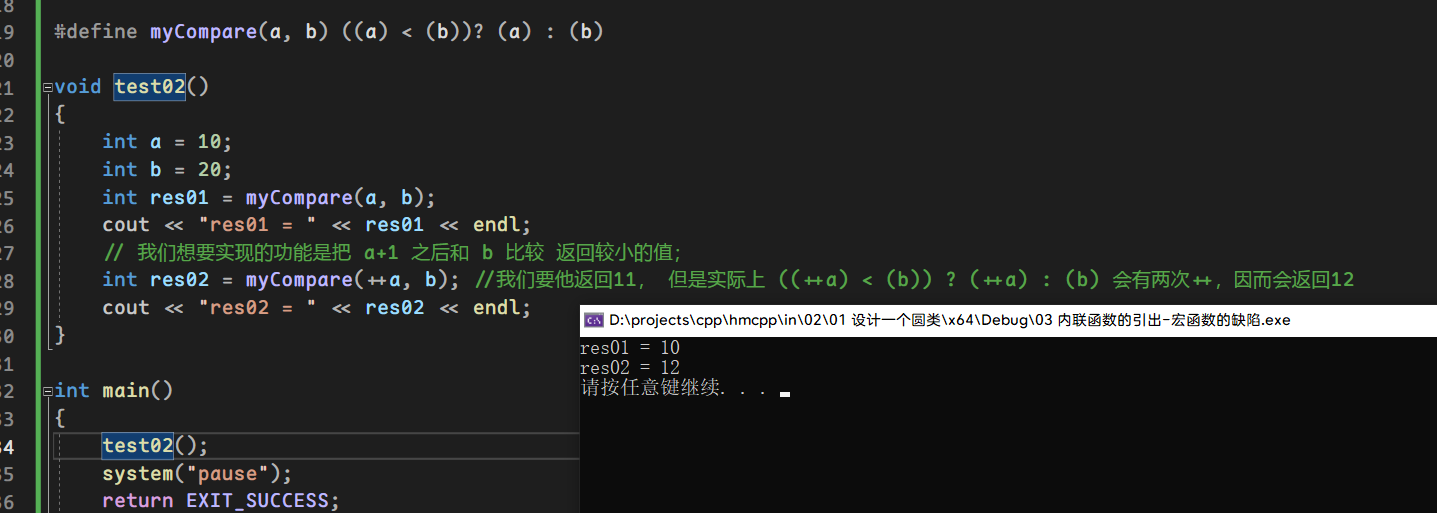 18
19 #define myCompare(a, b) ((a) < (b))? (a) : (b)
20
21 void test02()
22 {
23 int a = 10;
24 int b = 20;
25 int res01 = myCompare(a, b);
26 cout << "res01 = " << res01 << endl;
27 // 我们想要实现的功能是把 a+1 之后和 b 比较 返回较小的值;
28 int res02 = myCompare(++a, b); //我们要他返回11, 但是实际上 ((++a) < (b)) ? (++a) : (b) 会有两次++, 因而会返回12
29 cout << "res02 = " << res02 << endl;
30 }
31
32 int main()
33 {
34 test02();
35 system("pause");
36 return EXIT_SUCCESS;
C:\ D:\projects\cpp\hmcpp\in\02\01 设计一个圆类\x64\Debug\03 内联函数的引出-宏函数的缺陷.exe
res01 = 10
res02 = 12
请按任意键继续. . .